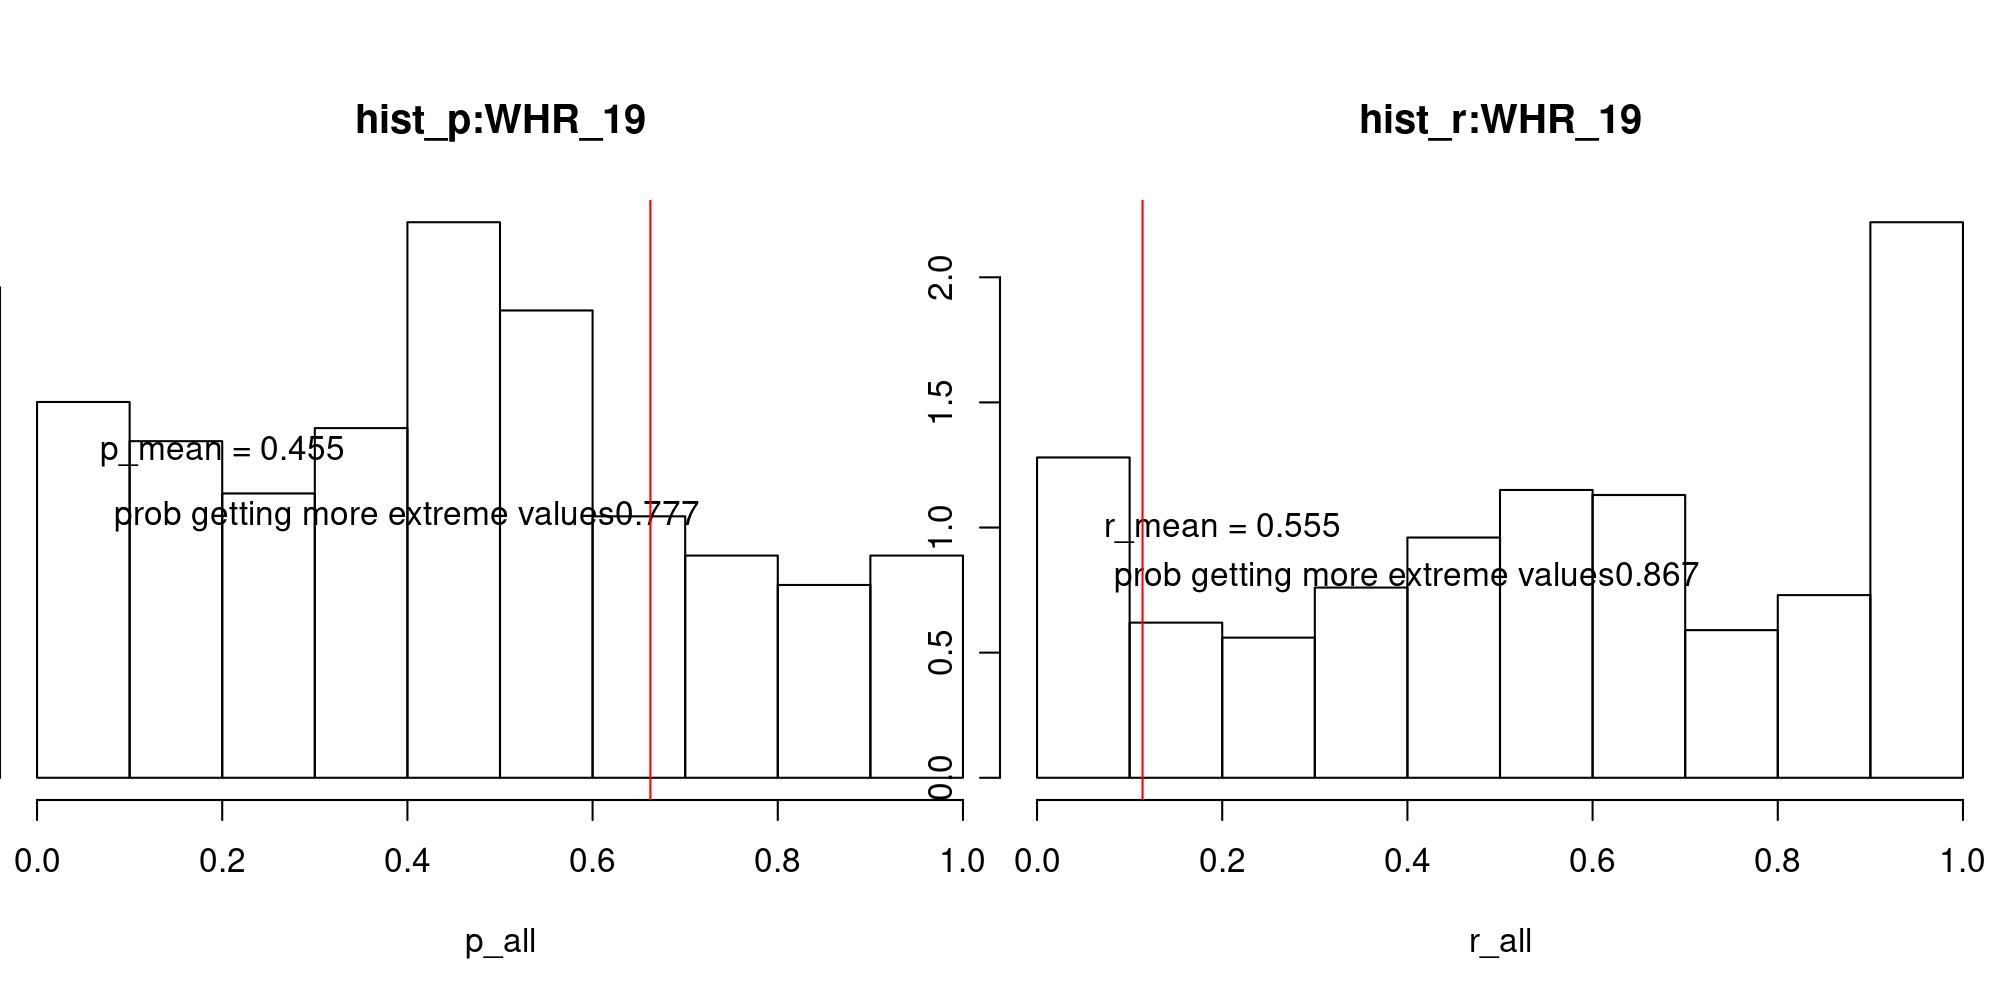 hist_p:WHR_19
p_mean = 0.455
prob getting more extreme values0.777
0.0 0.2 0.4 0.6 0.8 1.0
p_all
hist_r:WHR_19
2.0
1.5
1.0
0.5
0.0
r_mean = 0.555
prob getting more extreme values0.867
0.0 0.2 0.4 0.6 0.8 1.0
r_all